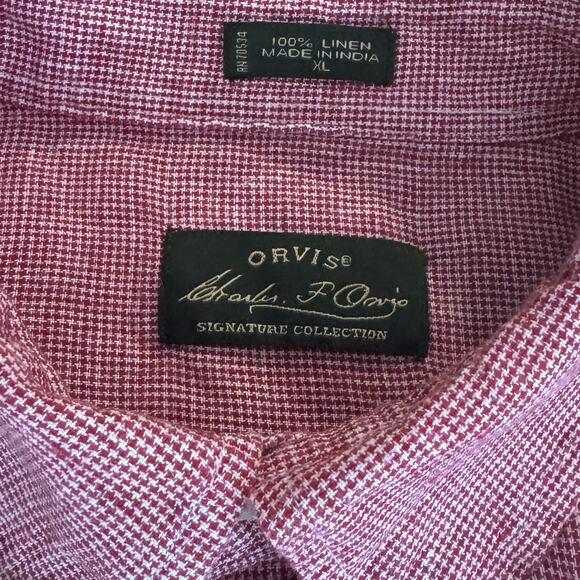 100% LINEN
MADE IN INDIA
XL
RN70534
ORVIS®
Charles. F. Orvis
SIGNATURE COLLECTION